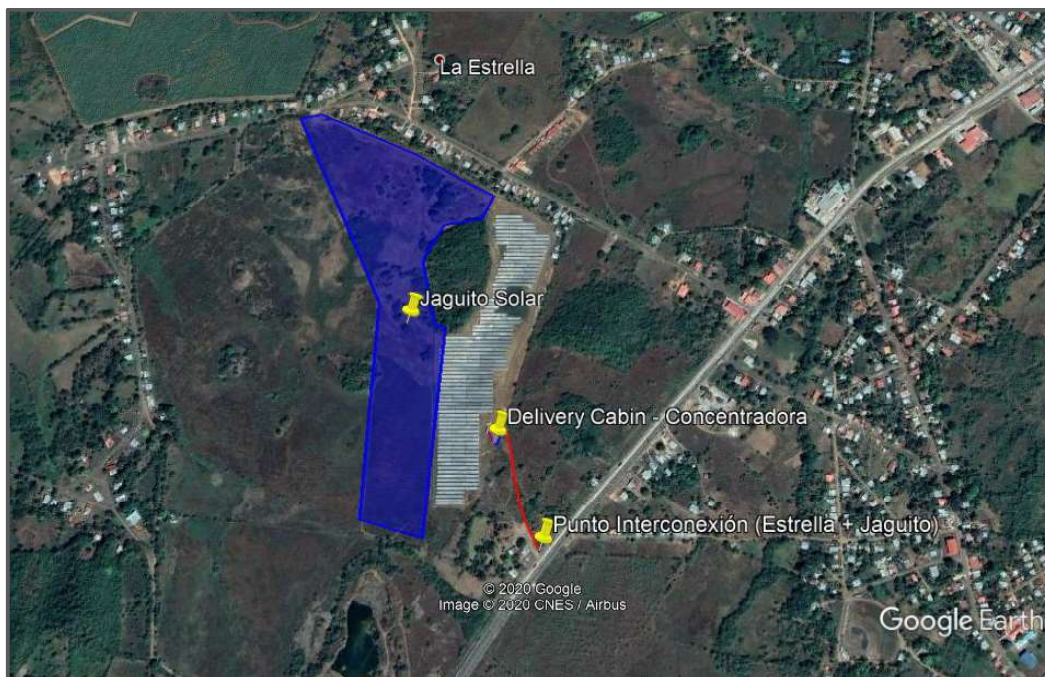 La Estrella
Jaguito Solar
Delivery Cabin - Concentradora
Punto Interconexión (Estrella + Jaguito)
© 2020 Google
Image © 2020 CNES / Airbus
Google Earth